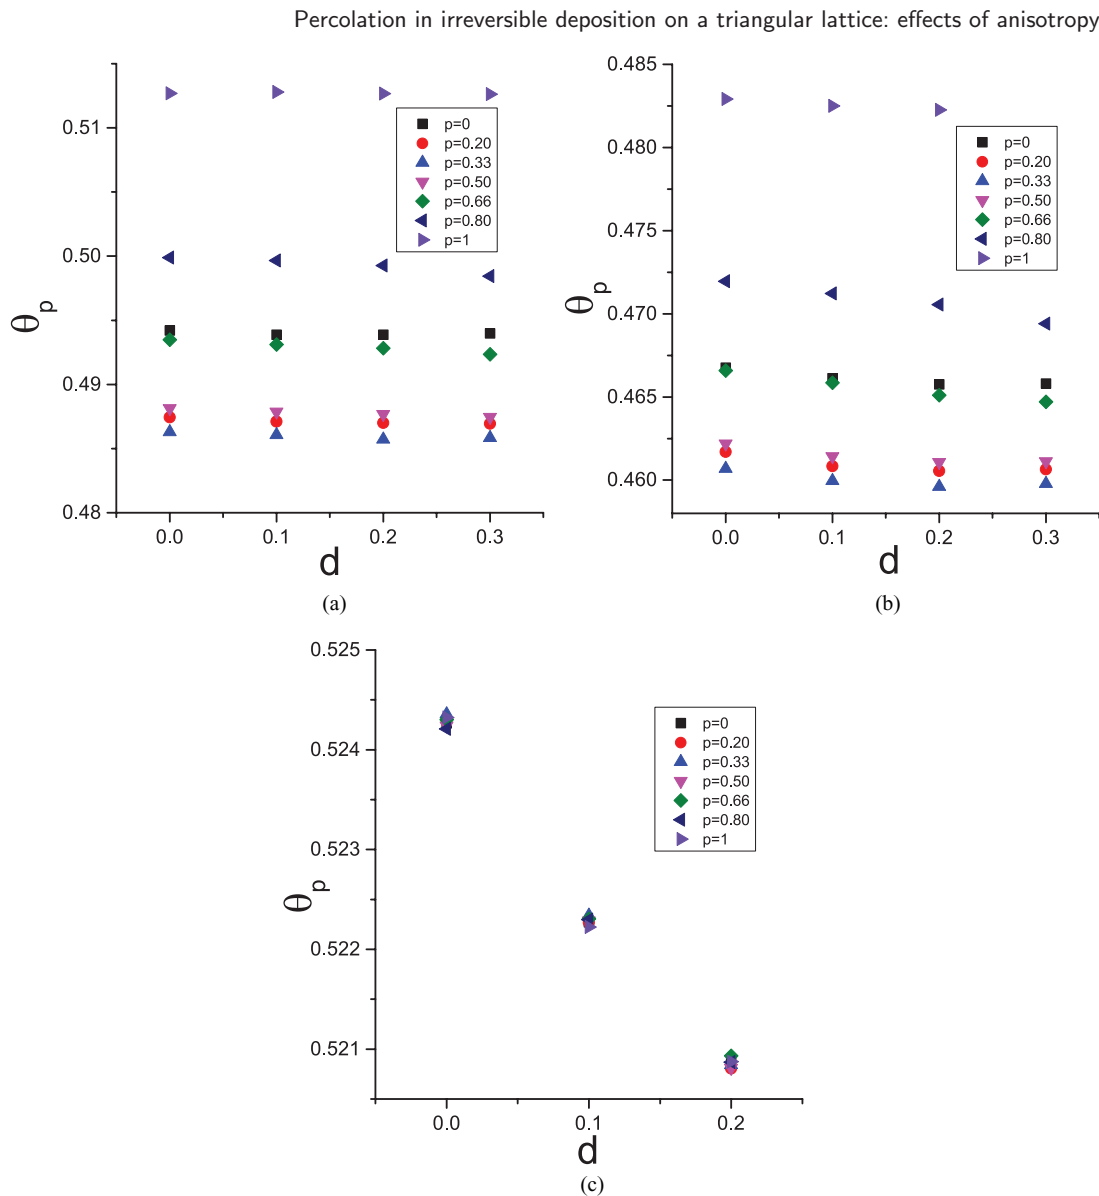 Percolation in irreversible deposition on a triangular lattice: effects of anisotropy
0.51
0.50
0.49
0.48
θp
p=0
p=0.20
p=0.33
p=0.50
p=0.66
p=0.80
p=1
0.0 0.1 0.2 0.3
d
(a)
0.485
0.480
0.475
0.470
0.465
0.460
θp
p=0
p=0.20
p=0.33
p=0.50
p=0.66
p=0.80
p=1
0.0 0.1 0.2 0.3
d
(b)
0.525
0.524
0.523
0.522
0.521
θp
p=0
p=0.20
p=0.33
p=0.50
p=0.66
p=0.80
p=1
0.0 0.1 0.2
d
(c)